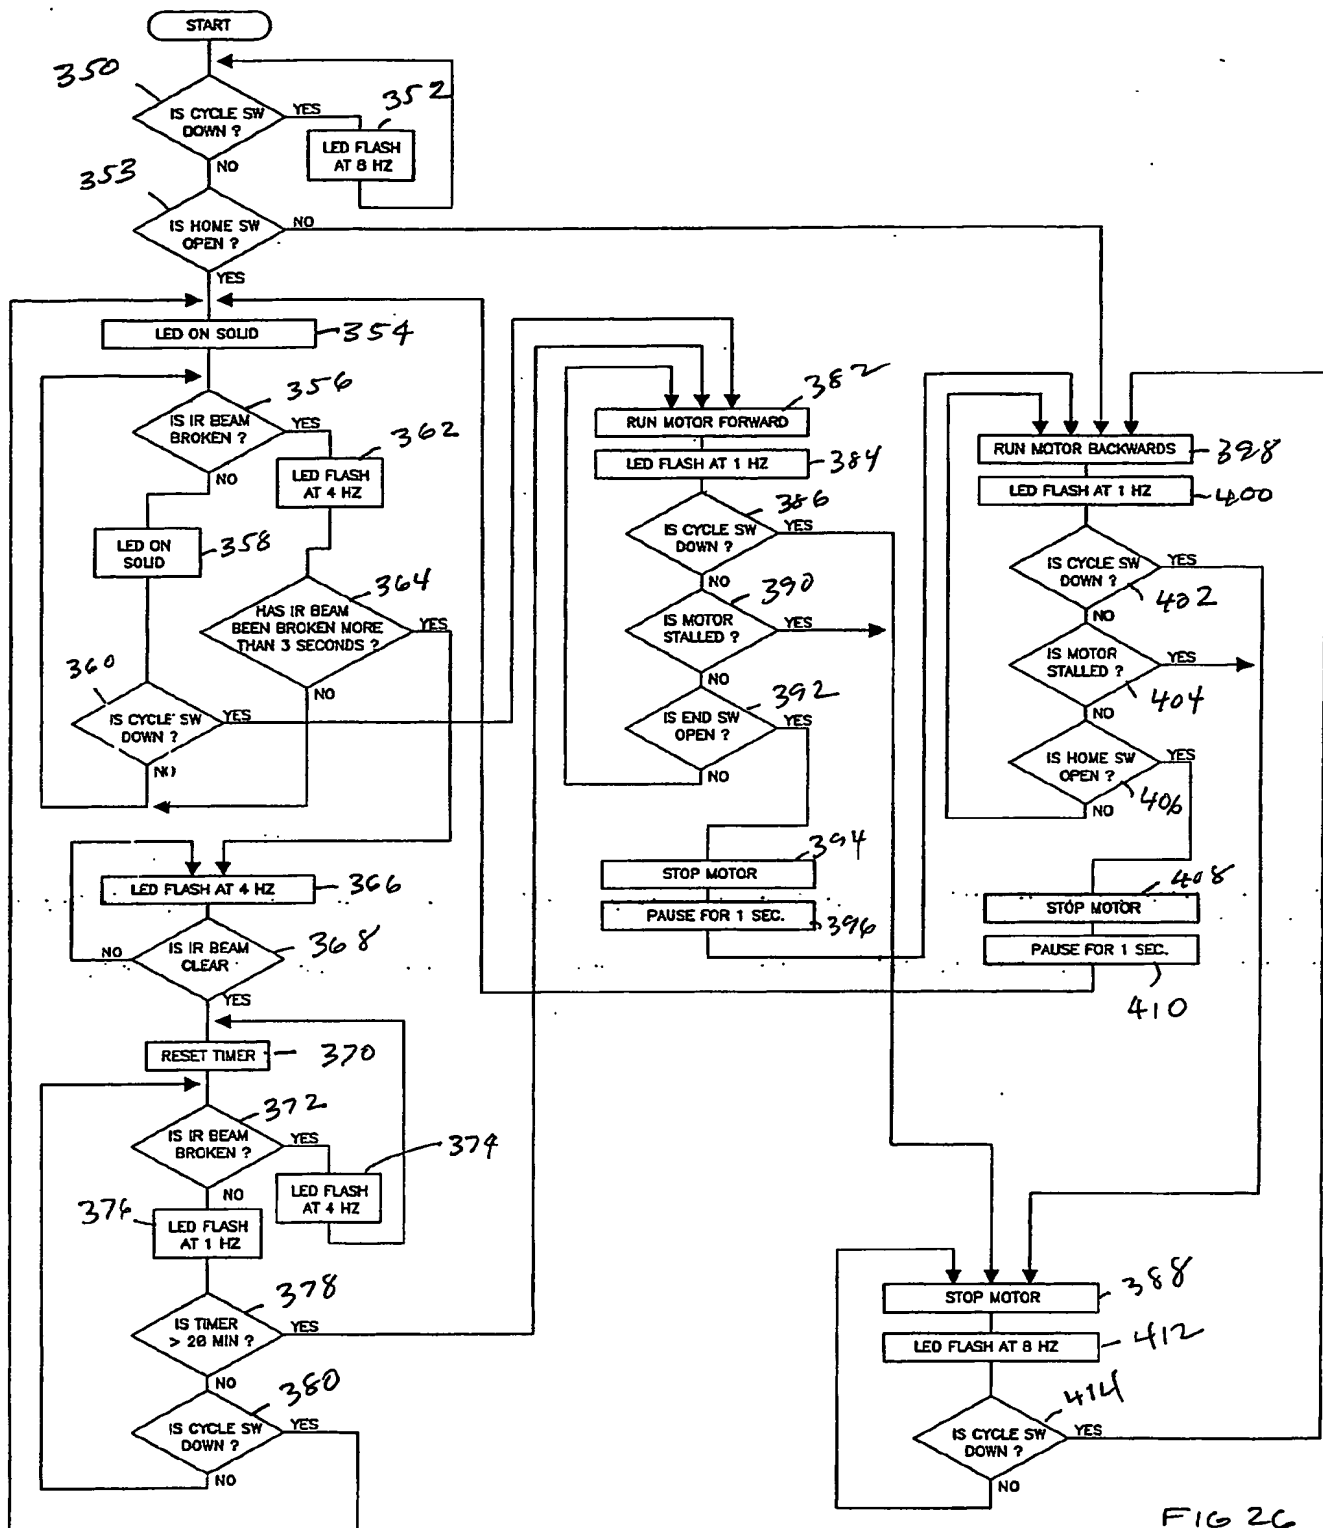 START
350
IS CYCLE SW
DOWN ?
YES
352
LED FLASH
AT 8 HZ
NO
353
IS HOME SW
OPEN ?
NO
YES
LED ON SOLID
354
356
IS IR BEAM
BROKEN ?
YES
362
LED FLASH
AT 4 HZ
NO
LED ON
SOLID
358
364
HAS IR BEAM
BEEN BROKEN MORE
THAN 3 SECONDS ?
YES
NO
360
IS CYCLE SW
DOWN ?
YES
NO
LED FLASH AT 4 HZ
366
IS IR BEAM
CLEAR
368
NO
YES
RESET TIMER
370
372
IS IR BEAM
BROKEN ?
YES
374
LED FLASH
AT 4 HZ
NO
376
LED FLASH
AT 1 HZ
378
IS TIMER
> 20 MIN ?
YES
NO
380
IS CYCLE SW
DOWN ?
YES
NO
382
RUN MOTOR FORWARD
LED FLASH AT 1 HZ
384
386
IS CYCLE SW
DOWN ?
YES
NO
390
IS MOTOR
STALLED ?
YES
NO
392
IS END SW
OPEN ?
YES
NO
394
STOP MOTOR
PAUSE FOR 1 SEC.
396
RUN MOTOR BACKWARDS
398
LED FLASH AT 1 HZ
400
IS CYCLE SW
DOWN ?
YES
402
NO
IS MOTOR
STALLED ?
YES
404
NO
IS HOME SW
OPEN ?
YES
406
NO
408
STOP MOTOR
PAUSE FOR 1 SEC.
410
388
STOP MOTOR
LED FLASH AT 8 HZ
412
414
IS CYCLE SW
DOWN ?
YES
NO
FIG 26